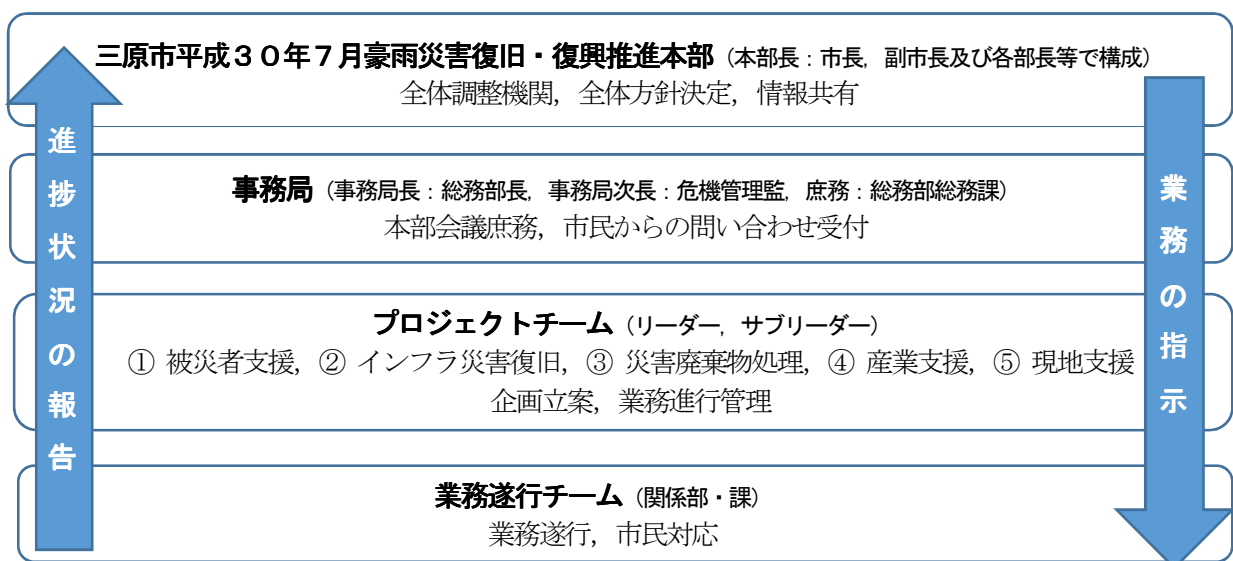 三原市平成３０年７月豪雨災害復旧・復興推進本部（本部長：市長，副市長及び各部長等で構成）
全体調整機関，全体方針決定，情報共有
事務局（事務局長：総務部長，事務局次長：危機管理監，庶務：総務部総務課）
本部会議庶務，市民からの問い合わせ受付
プロジェクトチーム（リーダー，サブリーダー）
① 被災者支援，② インフラ災害復旧，③ 災害廃棄物処理，④ 産業支援，⑤ 現地支援
企画立案，業務進行管理
業務遂行チーム（関係部・課）
業務遂行，市民対応
進捗状況の報告
業務の指示